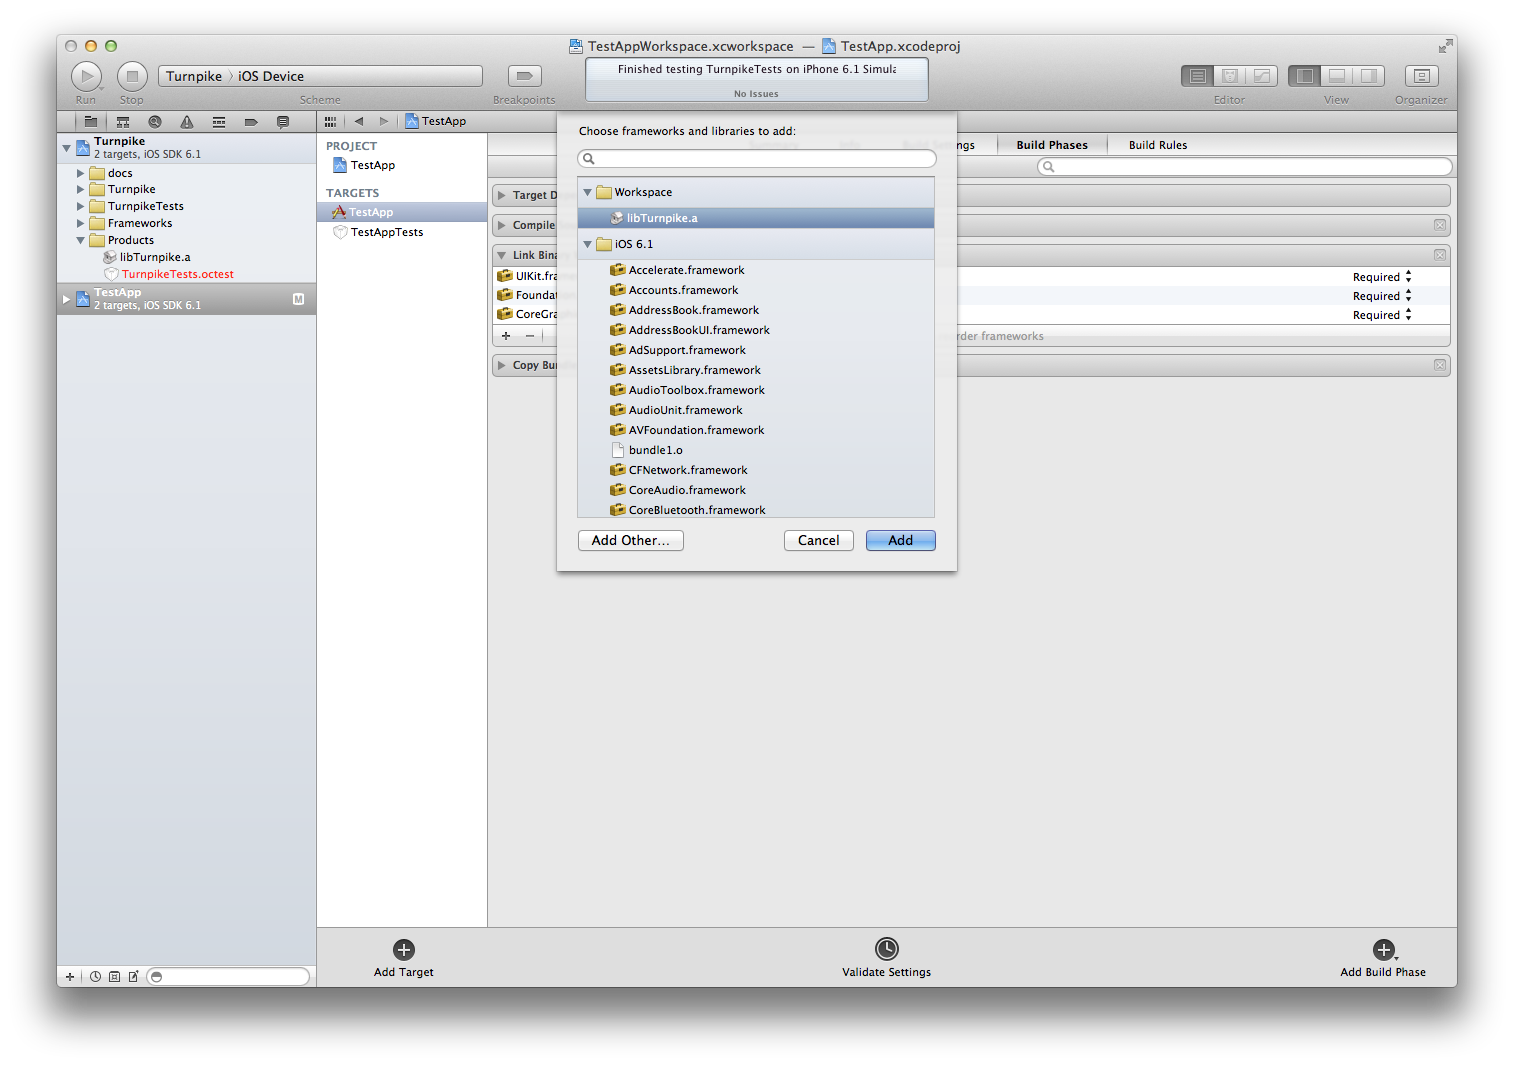 TestAppWorkspace.xcworkspace — TestApp.xcodeproj
Turnpike 〉 iOS Device
Run
Stop
Scheme
Breakpoints
Finished testing TurnpikeTests on iPhone 6.1 Simula
No Issues
Editor
View
Organizer
TestApp
Turnpike
2 targets, iOS SDK 6.1
docs
Turnpike
TurnpikeTests
Frameworks
Products
libTurnpike.a
TurnpikeTests.octest
TestApp
2 targets, iOS SDK 6.1
M
PROJECT
TestApp
TARGETS
TestApp
TestAppTests
Choose frameworks and libraries to add:
Workspace
libTurnpike.a
iOS 6.1
Accelerate.framework
Accounts.framework
AddressBook.framework
AddressBookUI.framework
AdSupport.framework
AssetsLibrary.framework
AudioToolbox.framework
AudioUnit.framework
AVFoundation.framework
bundle1.o
CFNetwork.framework
CoreAudio.framework
CoreBluetooth.framework
Add Other...
Cancel
Add
Build Settings
Build Phases
Build Rules
Target D
Compile
Link Binary
UIKit.fra
Required
Foundat
Required
CoreGra
Required
order frameworks
Copy Bun
Add Target
Validate Settings
Add Build Phase